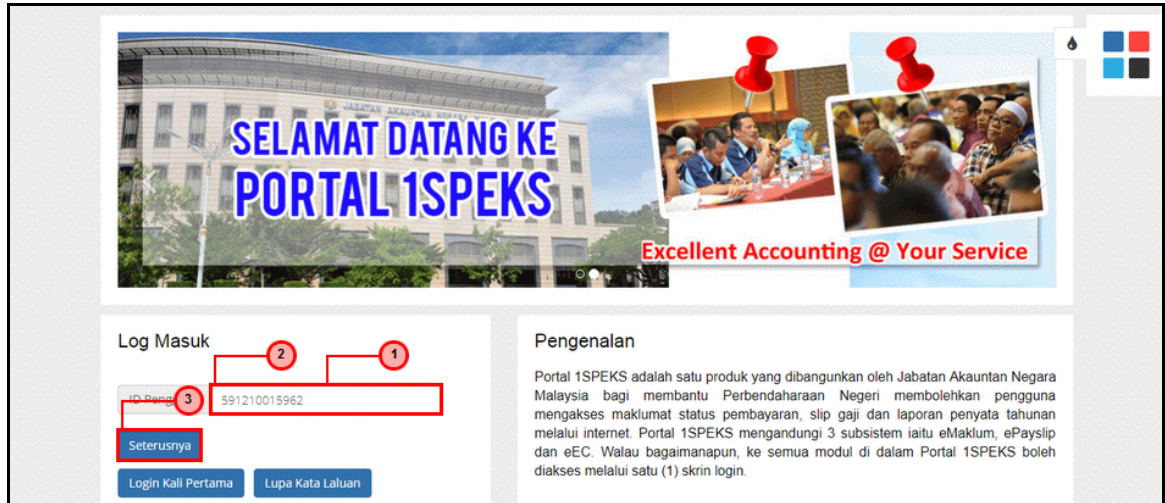 JABATAN AKAUNTAN NEGARA
SELAMAT DATANG KE
PORTAL 1SPEKS
Excellent Accounting @ Your Service
Log Masuk
2
1
ID
3
591210015962
Seterusnya
Login Kali Pertama
Lupa Kata Laluan
Pengenalan
Portal 1SPEKS adalah satu produk yang dibangunkan oleh Jabatan Akauntan Negara
Malaysia bagi membantu Perbendaharaan Negeri membolehkan pengguna
mengakses maklumat status pembayaran, slip gaji dan laporan penyata tahunan
melalui internet. Portal 1SPEKS mengandungi 3 subsistem iaitu eMaklum, ePayslip
dan eEC. Walau bagaimanapun, ke semua modul di dalam Portal 1SPEKS boleh
diakses melalui satu (1) skrin login.